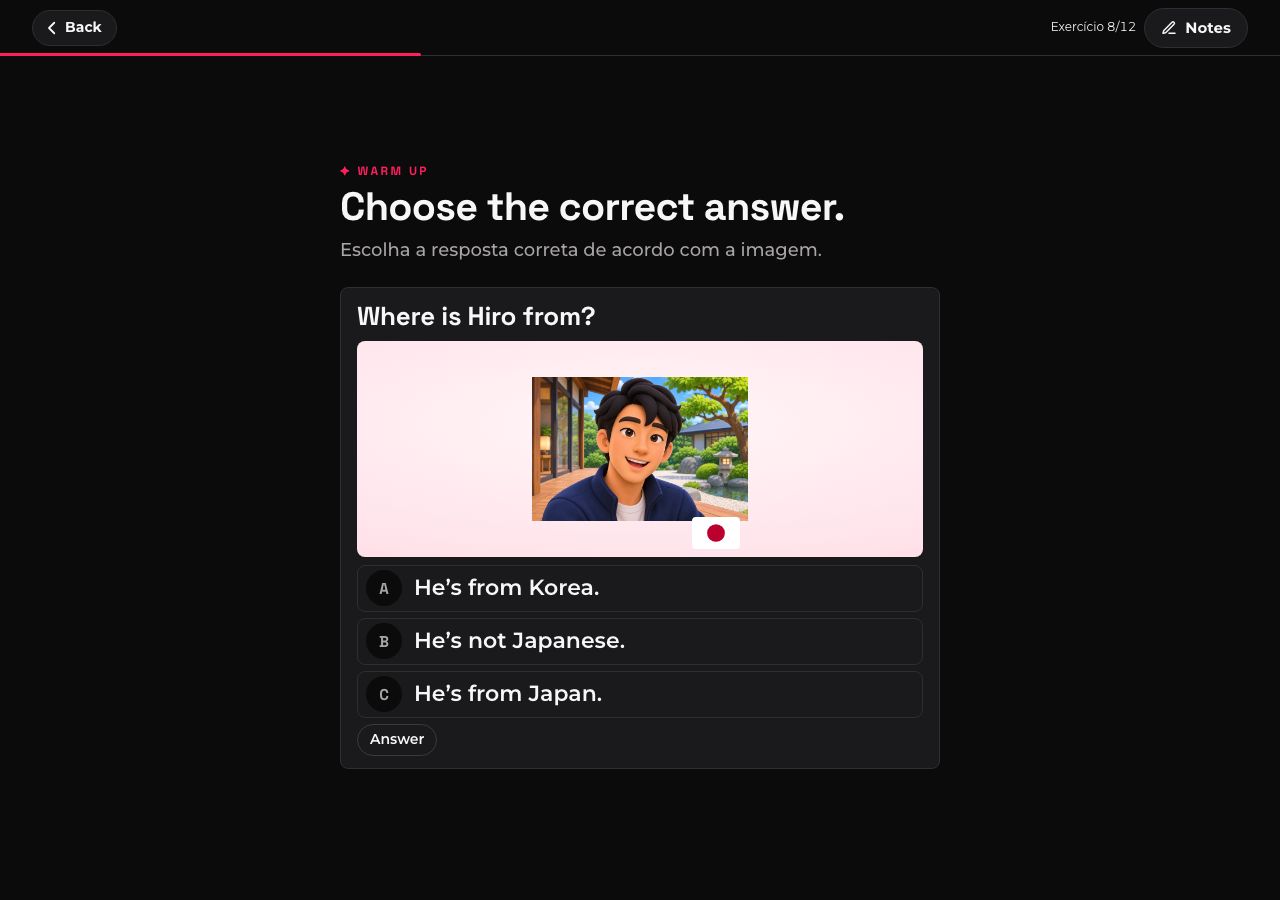 Back
Exercício 8/12
Notes
WARM UP
Choose the correct answer.
Escolha a resposta correta de acordo com a imagem.
Where is Hiro from?
A He’s from Korea.
B He’s not Japanese.
C He’s from Japan.
Answer